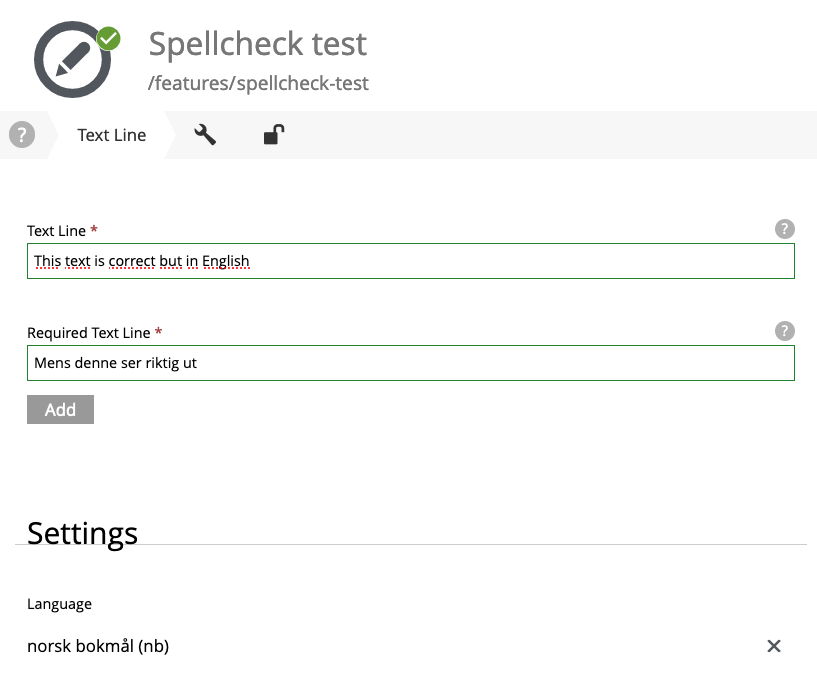 Spellcheck test
/features/spellcheck-test
?
Text Line
Text Line *
?
This text is correct but in English
Required Text Line *
?
Mens denne ser riktig ut
Add
Settings
Language
norsk bokmål (nb)